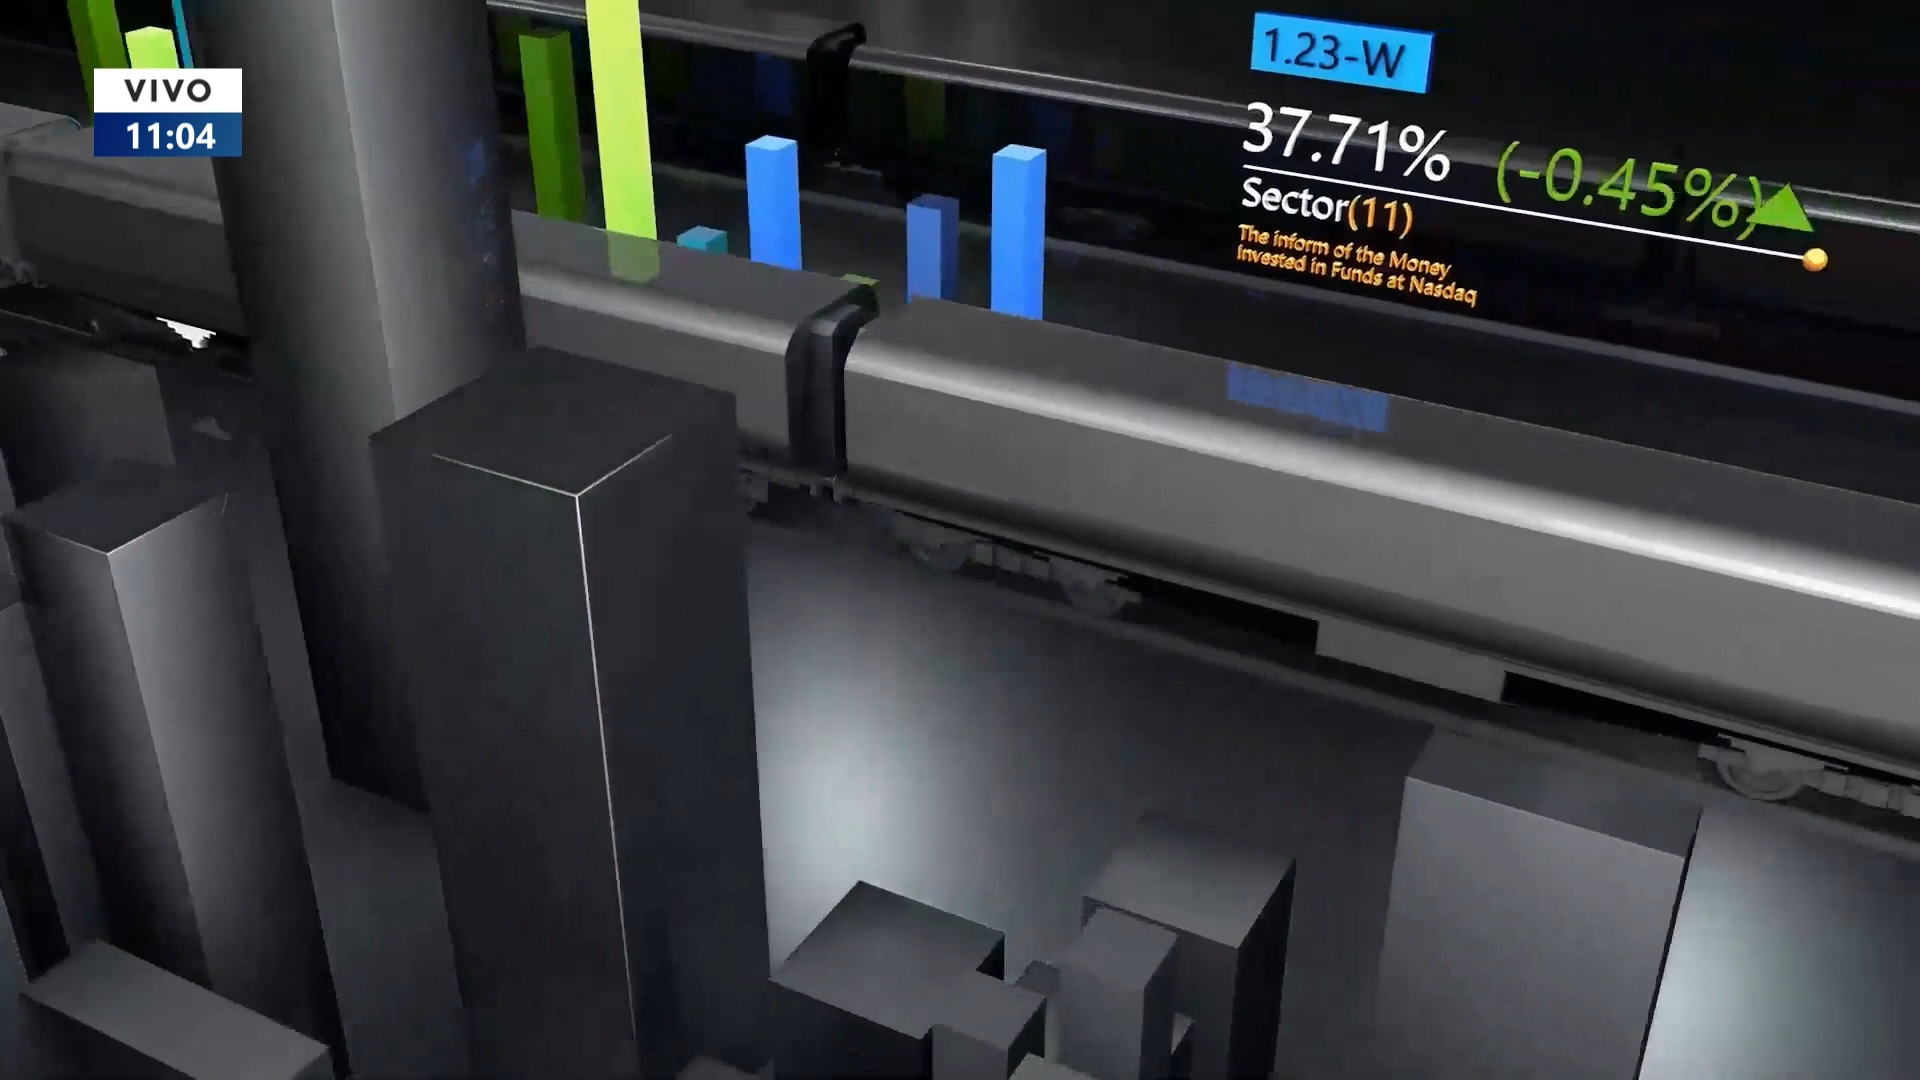 VIVO
11:04
1.23-W
37.71% (-0.45%)
Sector(11)
The inform of the Money
Invested in Funds at Nasdaq